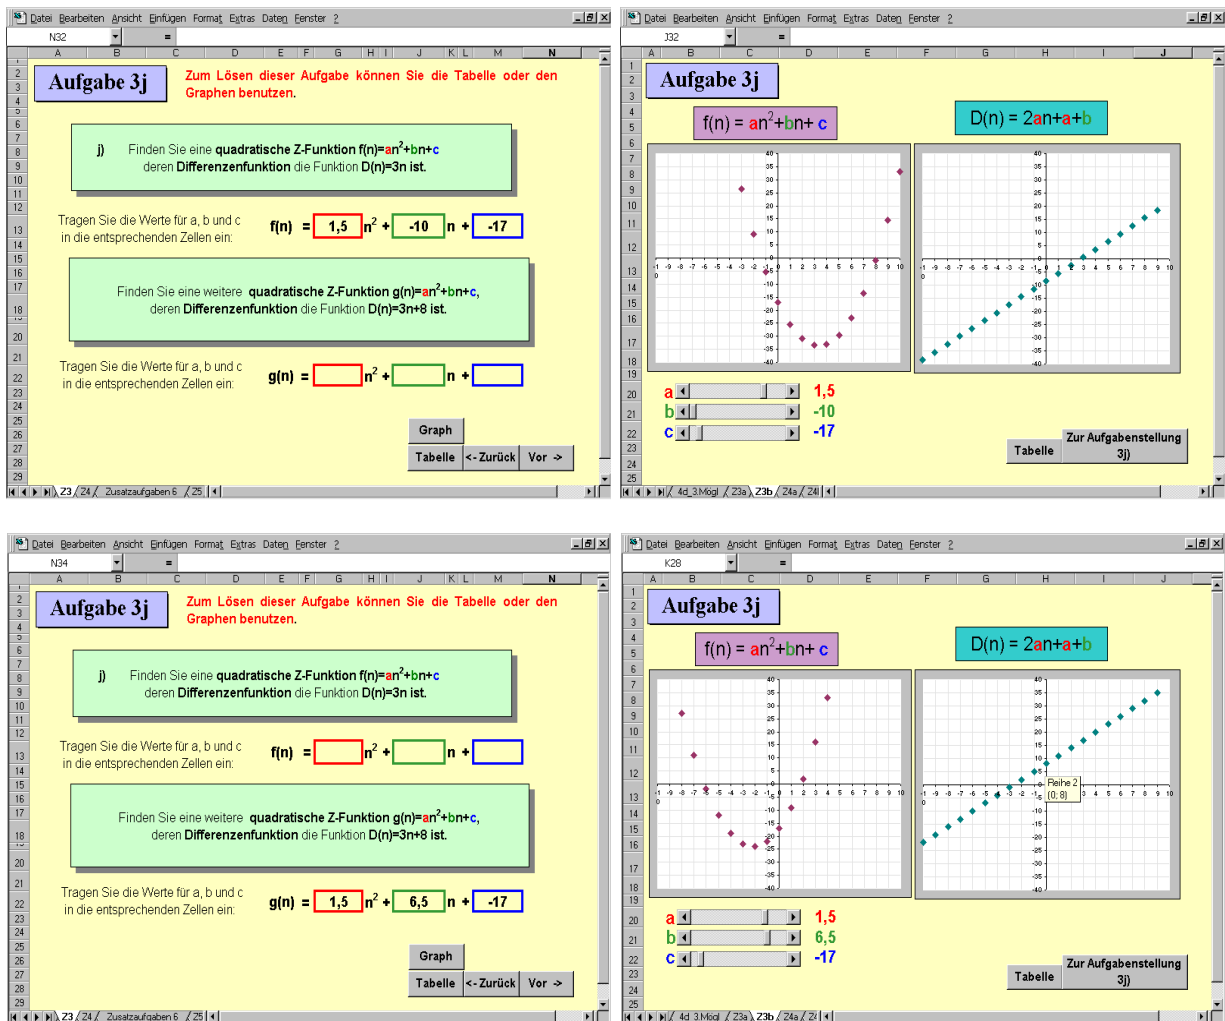 Datei Bearbeiten Ansicht Einfügen Format Extras Daten Fenster ?
N32 =
A B C D E F G H I J K L M N
Aufgabe 3j
Zum Lösen dieser Aufgabe können Sie die Tabelle oder den
Graphen benutzen.
j) Finden Sie eine quadratische Z-Funktion f(n)=an²+bn+c
deren Differenzenfunktion die Funktion D(n)=3n ist.
Tragen Sie die Werte für a, b und c
in die entsprechenden Zellen ein:
f(n) = 1,5 n² + -10 n + -17
Finden Sie eine weitere quadratische Z-Funktion g(n)=an²+bn+c,
deren Differenzenfunktion die Funktion D(n)=3n+8 ist.
Tragen Sie die Werte für a, b und c
in die entsprechenden Zellen ein:
g(n) = n² + n +
Graph
Tabelle <- Zurück Vor ->
Z3 Z4 Zusatzaufgaben 6 Z5
Datei Bearbeiten Ansicht Einfügen Format Extras Daten Fenster ?
J32 =
A B C D E F G H I J
Aufgabe 3j
f(n) = an²+bn+ c
D(n) = 2an+a+b
a 1,5
b -10
c -17
Tabelle
Zur Aufgabenstellung
3j)
4d_3.Mögl Z3a Z3b Z4a Z4l
Datei Bearbeiten Ansicht Einfügen Format Extras Daten Fenster ?
N34 =
A B C D E F G H I J K L M N
Aufgabe 3j
Zum Lösen dieser Aufgabe können Sie die Tabelle oder den
Graphen benutzen.
j) Finden Sie eine quadratische Z-Funktion f(n)=an²+bn+c
deren Differenzenfunktion die Funktion D(n)=3n ist.
Tragen Sie die Werte für a, b und c
in die entsprechenden Zellen ein:
f(n) = n² + n +
Finden Sie eine weitere quadratische Z-Funktion g(n)=an²+bn+c,
deren Differenzenfunktion die Funktion D(n)=3n+8 ist.
Tragen Sie die Werte für a, b und c
in die entsprechenden Zellen ein:
g(n) = 1,5 n² + 6,5 n + -17
Graph
Tabelle <- Zurück Vor ->
Z3 Z4 Zusatzaufgaben 6 Z5
Datei Bearbeiten Ansicht Einfügen Format Extras Daten Fenster ?
K28 =
A B C D E F G H I J
Aufgabe 3j
f(n) = an²+bn+ c
D(n) = 2an+a+b
Reihe 2
(0; 8)
a 1,5
b 6,5
c -17
Tabelle
Zur Aufgabenstellung
3j)
4d_3.Mögl Z3a Z3b Z4a